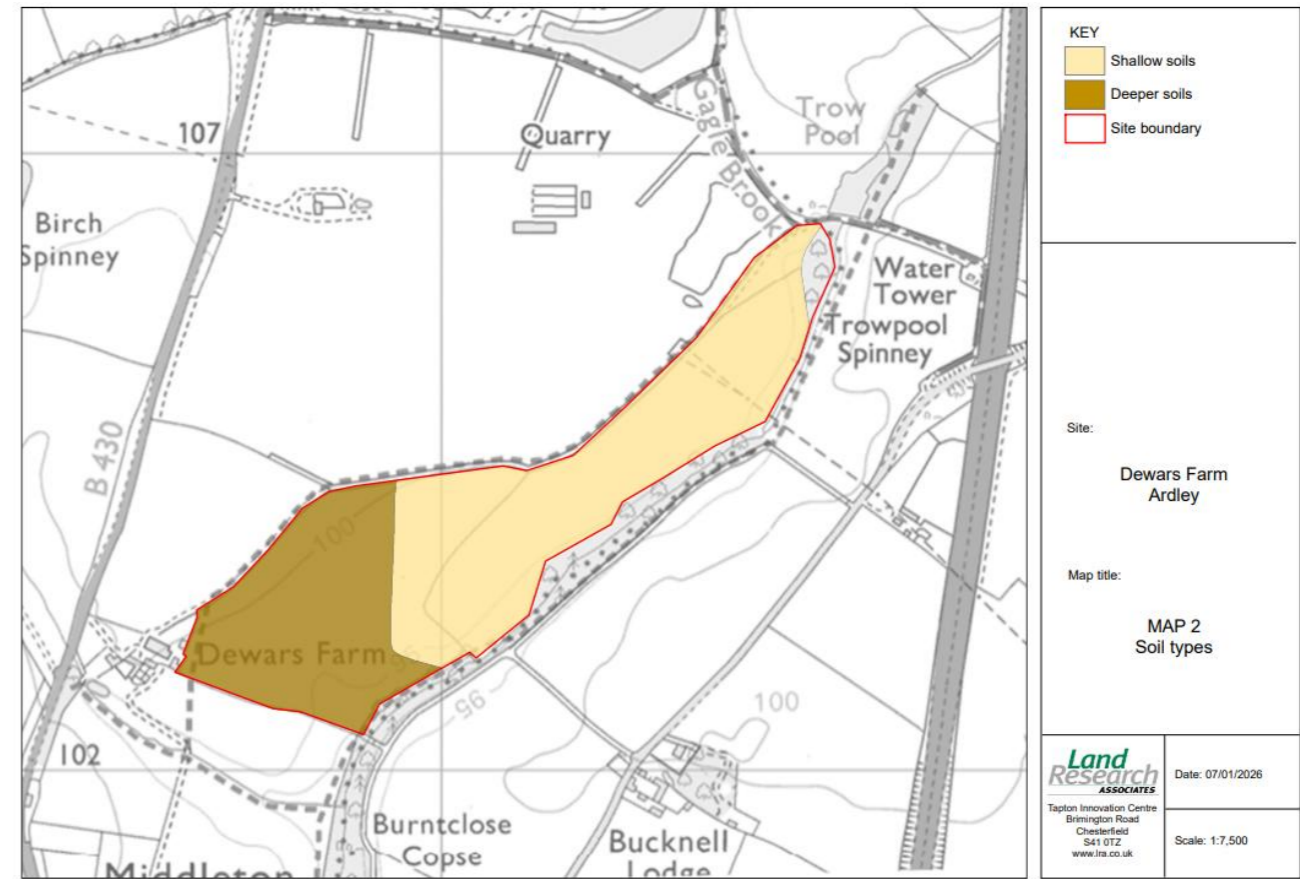 107
Quarry
Gagle Brook
Trow
Pool
Birch
Spinney
B 430
Water
Tower
Trowpool
Spinney
100
Dewars Farm
95
100
102
Burntclose
Copse
Bucknell
Lodge
Middleton
KEY
Shallow soils
Deeper soils
Site boundary
Site:
Dewars Farm
Ardley
Map title:
MAP 2
Soil types
Land
Research
ASSOCIATES
Tapton Innovation Centre
Brimington Road
Chesterfield
S41 0TZ
www.lra.co.uk
Date: 07/01/2026
Scale: 1:7,500